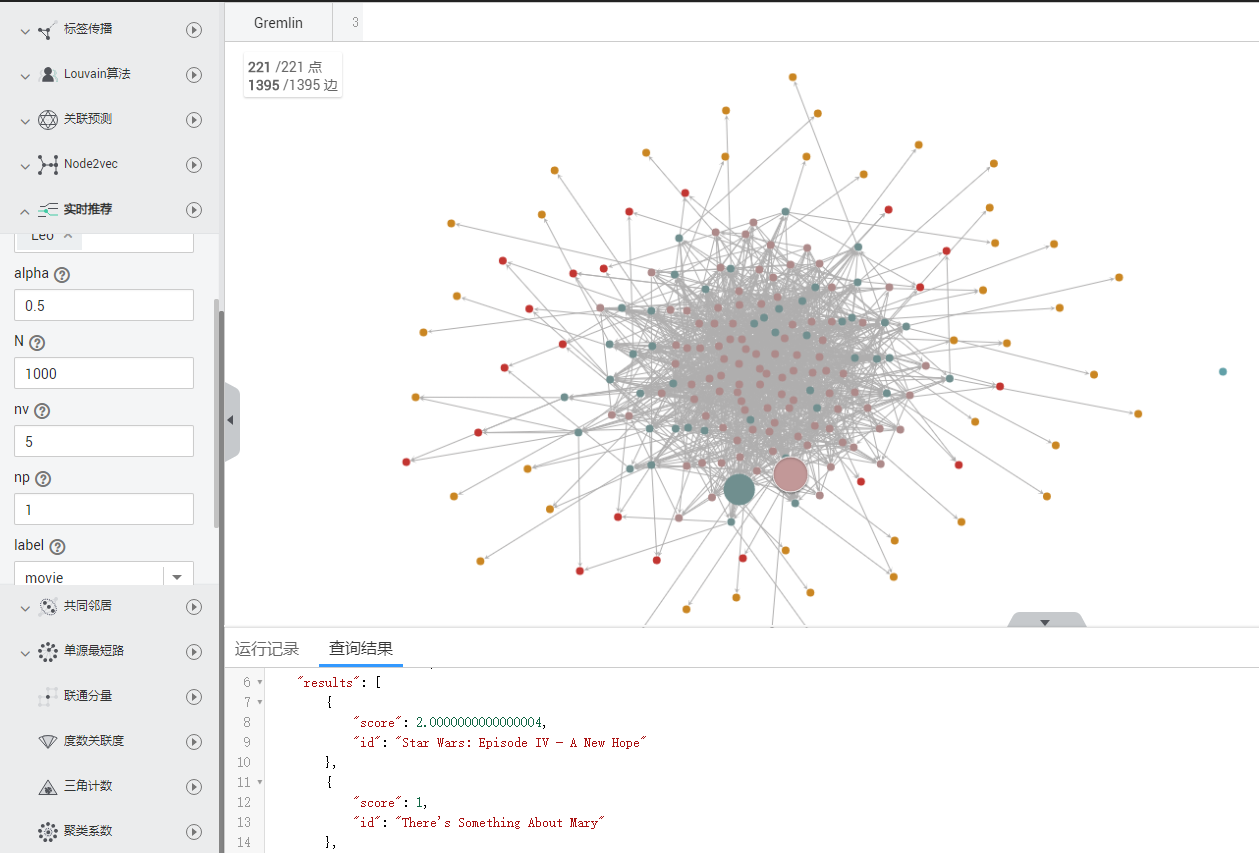 标签传播
Louvain算法
关联预测
Node2vec
实时推荐
Leo
alpha
0.5
N
1000
nv
5
np
1
label
movie
共同邻居
单源最短路
联通分量
度数关联度
三角计数
聚类系数
Gremlin
3
221 /221 点
1395 /1395 边
运行记录
查询结果
6 "results": [
7 {
8 "score": 2.0000000000000004,
9 "id": "Star Wars: Episode IV - A New Hope"
10 },
11 {
12 "score": 1,
13 "id": "There's Something About Mary"
14 },